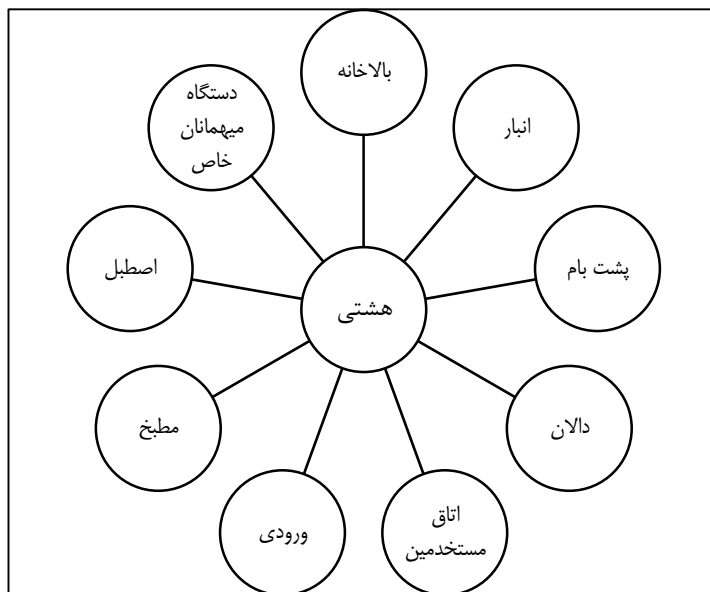 بالاخانه
انبار
پشت بام
دالان
اتاق
مستخدمین
ورودی
مطبخ
اصطبل
دستگاه
میهمانان
خاص
هشتی